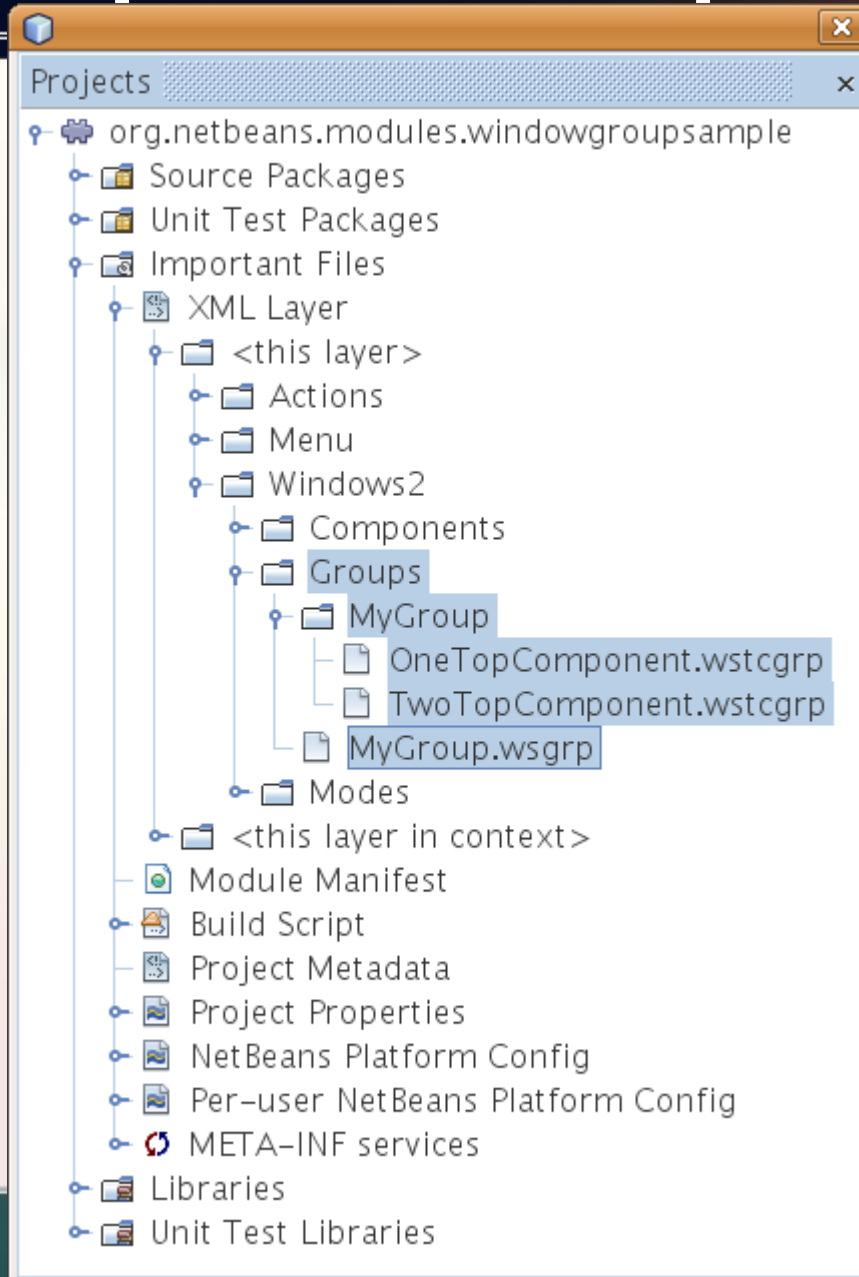 Projects
org.netbeans.modules.windowgroupsample
Source Packages
Unit Test Packages
Important Files
XML Layer
<this layer>
Actions
Menu
Windows2
Components
Groups
MyGroup
OneTopComponent.wstcgrp
TwoTopComponent.wstcgrp
MyGroup.wsgrp
Modes
<this layer in context>
Module Manifest
Build Script
Project Metadata
Project Properties
NetBeans Platform Config
Per-user NetBeans Platform Config
META-INF services
Libraries
Unit Test Libraries